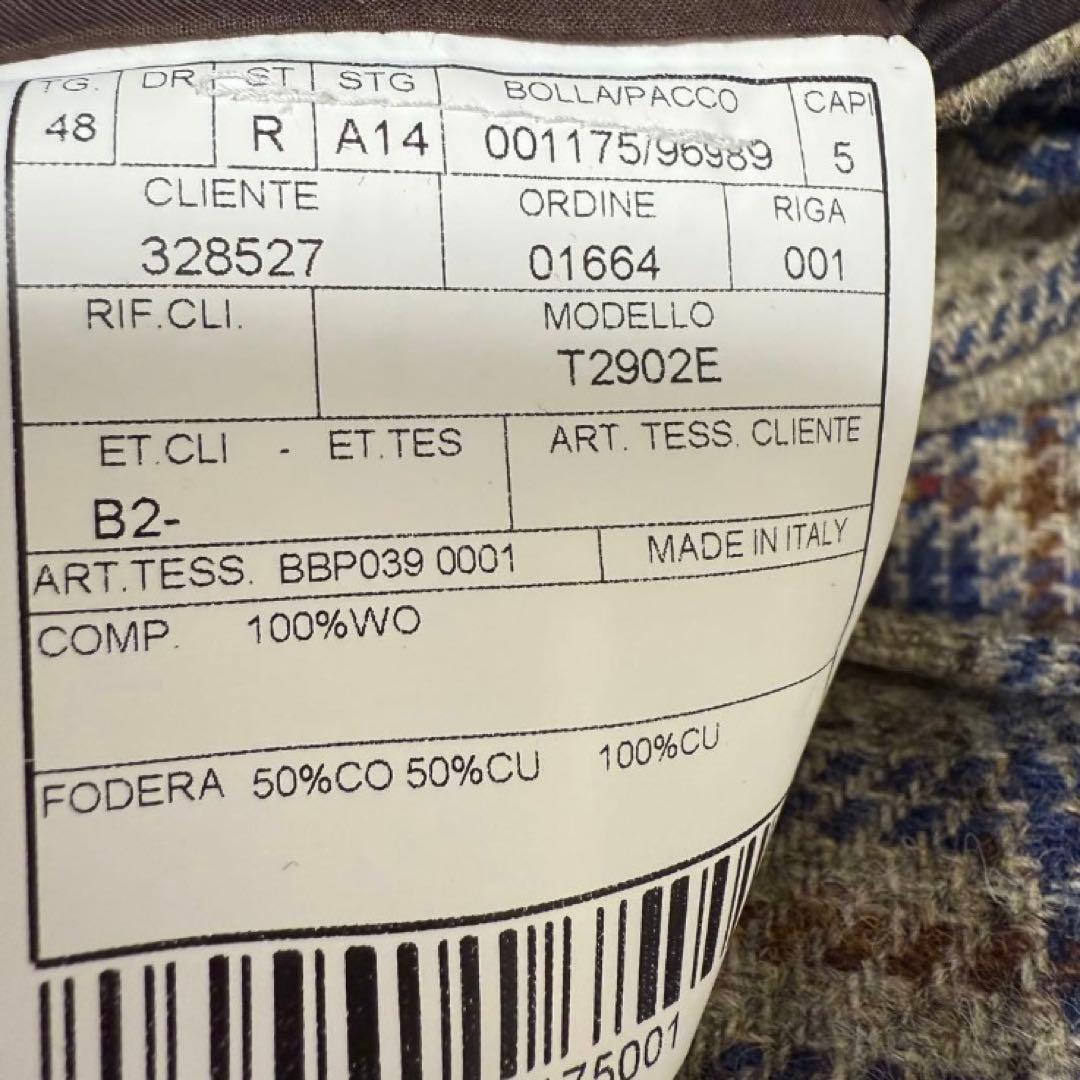 TG. DR ST STG BOLLA/PACCO CAPI
48 R A14 001175/96989 5
CLIENTE ORDINE RIGA
328527 01664 001
RIF.CLI. MODELLO
T2902E
ET.CLI - ET.TES ART. TESS. CLIENTE
B2-
ART.TESS. BBP039 0001 MADE IN ITALY
COMP. 100%WO
FODERA 50%CO 50%CU 100%CU
75001